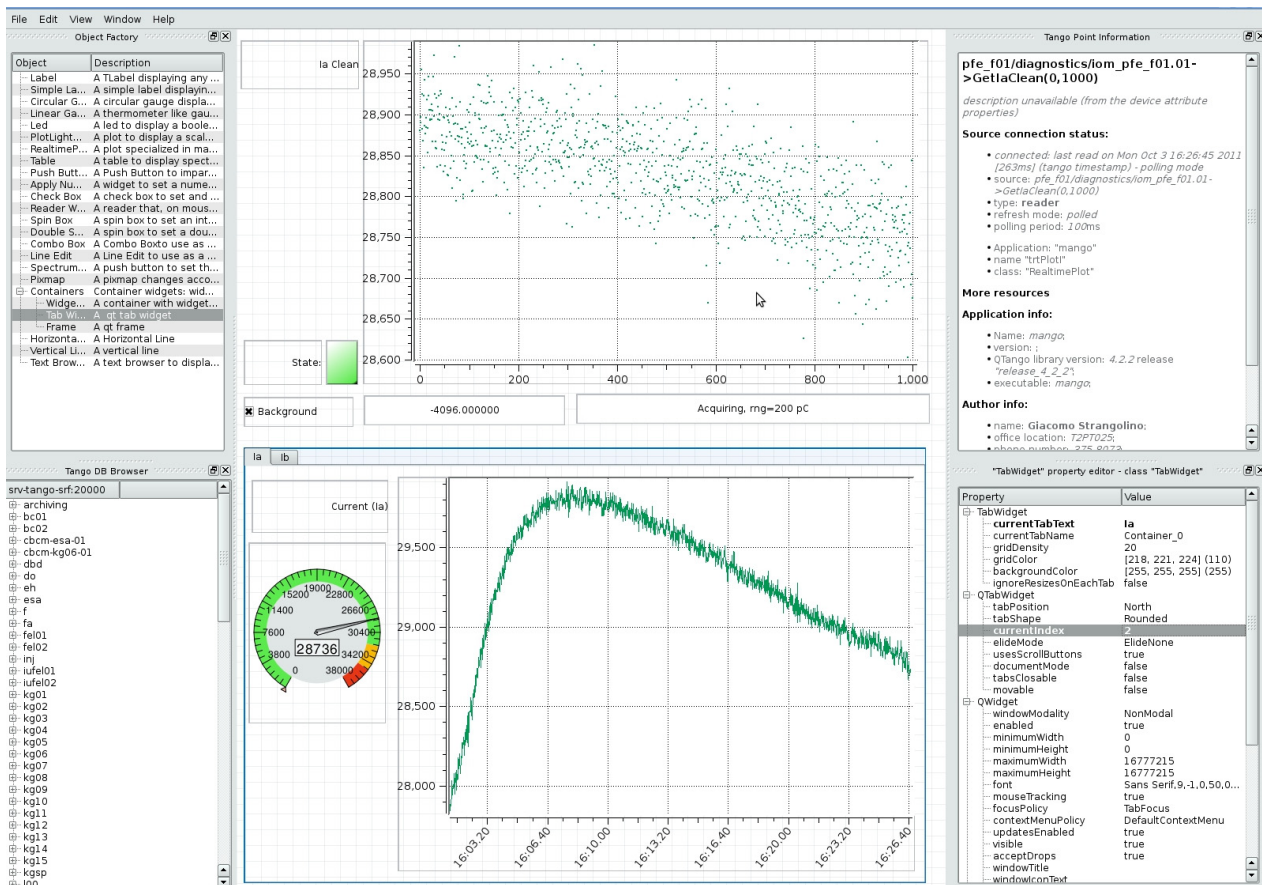 File Edit View Window Help
Object Factory
Object Description
Label A TLabel displaying any ...
Simple La... A simple label displayin...
Circular G... A circular gauge displa...
Linear Ga... A thermometer like gau...
Led A led to display a boole...
PlotLight... A plot to display a scal...
RealtimeP... A plot specialized in ma...
Table A table to display spect...
Push Butt... A Push Button to impar...
Apply Nu... A widget to set a nume...
Check Box A check box to set and ...
Reader W... A reader that, on mous...
Spin Box A spin box to set an int...
Double S... A spin box to set a dou...
Combo Box A Combo Boxto use as ...
Line Edit A Line Edit to use as a ...
Spectrum... A push button to set th...
Pixmap A pixmap changes acco...
Containers Container widgets: wid...
Widge... A container with widget...
Tab Wi... A qt tab widget
Frame A qt frame
Horizonta... A Horizontal Line
Vertical Li... A vertical line
Text Brow... A text browser to displa...
Tango DB Browser
srv-tango-srf:20000
archiving
bc01
bc02
cbcm-esa-01
cbcm-kg06-01
dbd
do
eh
esa
f
fa
fel01
fel02
inj
iufel01
iufel02
kg01
kg02
kg03
kg04
kg05
kg06
kg07
kg08
kg09
kg10
kg11
kg12
kg13
kg14
kg15
kgsp
Ia Clean
28,950
28,900
28,850
28,800
28,750
28,700
28,650
28,600
0 200 400 600 800 1,000
State:
Background
-4096.000000
Acquiring, rng=200 pC
Ia Ib
Current (Ia)
0 3800 7600 11400 15200 19000 22800 26600 30400 34200 38000
28736
29,500
29,000
28,500
28,000
16:03.20 16:06.40 16:10.00 16:13.20 16:16.40 16:20.00 16:23.20 16:26.40
Tango Point Information
pfe_f01/diagnostics/iom_pfe_f01.01-
>GetIaClean(0,1000)
description unavailable (from the device attribute
properties)
Source connection status:
connected: last read on Mon Oct 3 16:26:45 2011
[263ms] (tango timestamp) - polling
mode
source: pfe_f01/diagnostics/iom_pfe_f01.01-
>GetIaClean(0,1000)
type: reader
refresh mode: polled
polling period: 100ms
Application: "mango"
name "trtPlotI"
class: "RealtimePlot"
More resources
Application info:
Name: mango;
version: ;
QTango library version: 4.2.2 release
"release_4_2_2";
executable: mango;
Author info:
name: Giacomo Strangolino;
office location: T2PT025;
phone number: 375 8073;
"TabWidget" property editor - class "TabWidget"
Property Value
TabWidget
currentTabText Ia
currentTabName Container_0
gridDensity 20
gridColor [218, 221, 224] (110)
backgroundColor [255, 255, 255] (255)
ignoreResizesOnEachTab false
QTabWidget
tabPosition North
tabShape Rounded
currentIndex 2
elideMode ElideNone
usesScrollButtons true
documentMode false
tabsClosable false
movable false
QWidget
windowModality NonModal
enabled true
minimumWidth 0
minimumHeight 0
maximumWidth 16777215
maximumHeight 16777215
font Sans Serif,9,-1,0,50,0...
mouseTracking true
focusPolicy TabFocus
contextMenuPolicy DefaultContextMenu
updatesEnabled true
visible true
acceptDrops true
windowTitle
windowIconText